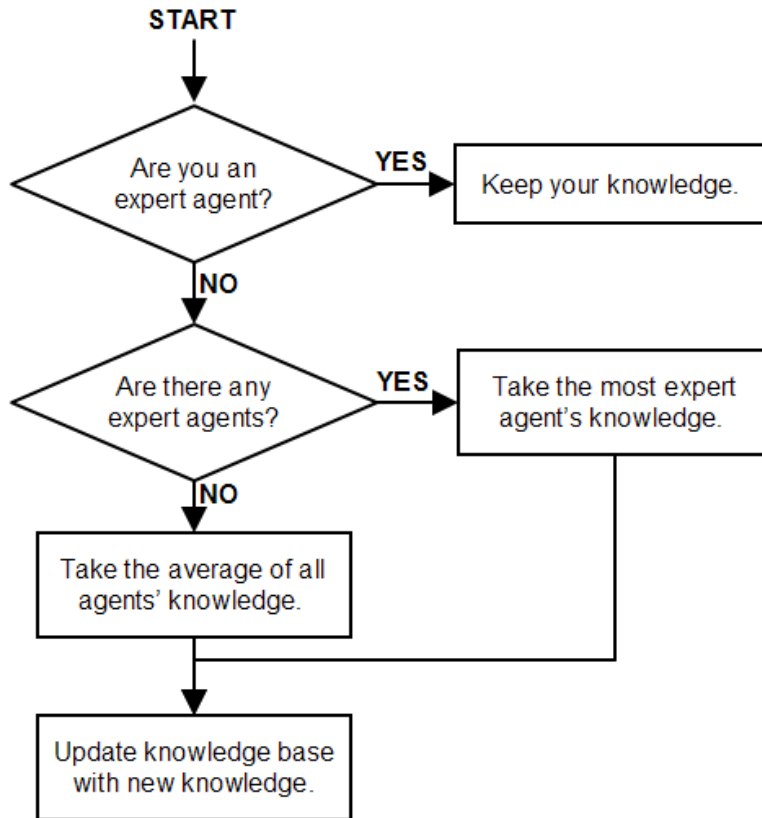 START
Are you an
expert agent?
YES
Keep your knowledge.
NO
Are there any
expert agents?
YES
Take the most expert
agent’s knowledge.
NO
Take the average of all
agents’ knowledge.
Update knowledge base
with new knowledge.